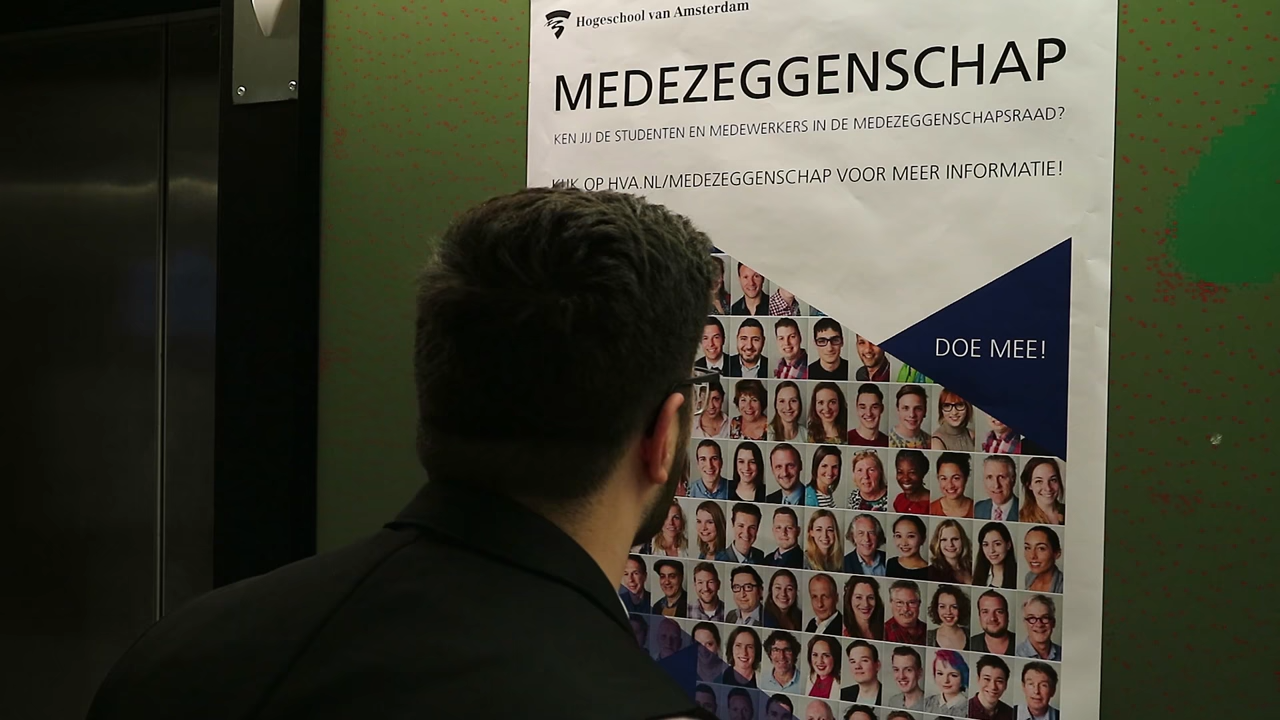 Hogeschool van Amsterdam
MEDEZEGGENSCHAP
KEN JIJ DE STUDENTEN EN MEDEWERKERS IN DE MEDEZEGGENSCHAPSRAAD?
KIJK OP HVA.NL/MEDEZEGGENSCHAP VOOR MEER INFORMATIE!
DOE MEE!